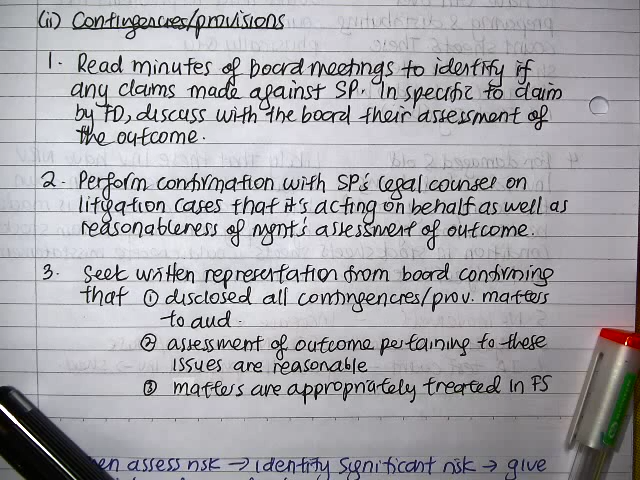 (ii) Contingencies/provisions
1. Read minutes of board meetings to identify if
any claims made against SP. In specific to claim
by FD, discuss with the board their assessment of
the outcome.
2. Perform confirmation with SP's legal counsel on
litigation cases that it's acting on behalf as well as
reasonableness of mgnt's assessment of outcome.
3. Seek written representation from board confirming
that ① disclosed all contingencies/prov. matters
to aud.
② assessment of outcome pertaining to these
issues are reasonable
③ matters are appropriately treated in FS
assess risk → identify significant risk → give